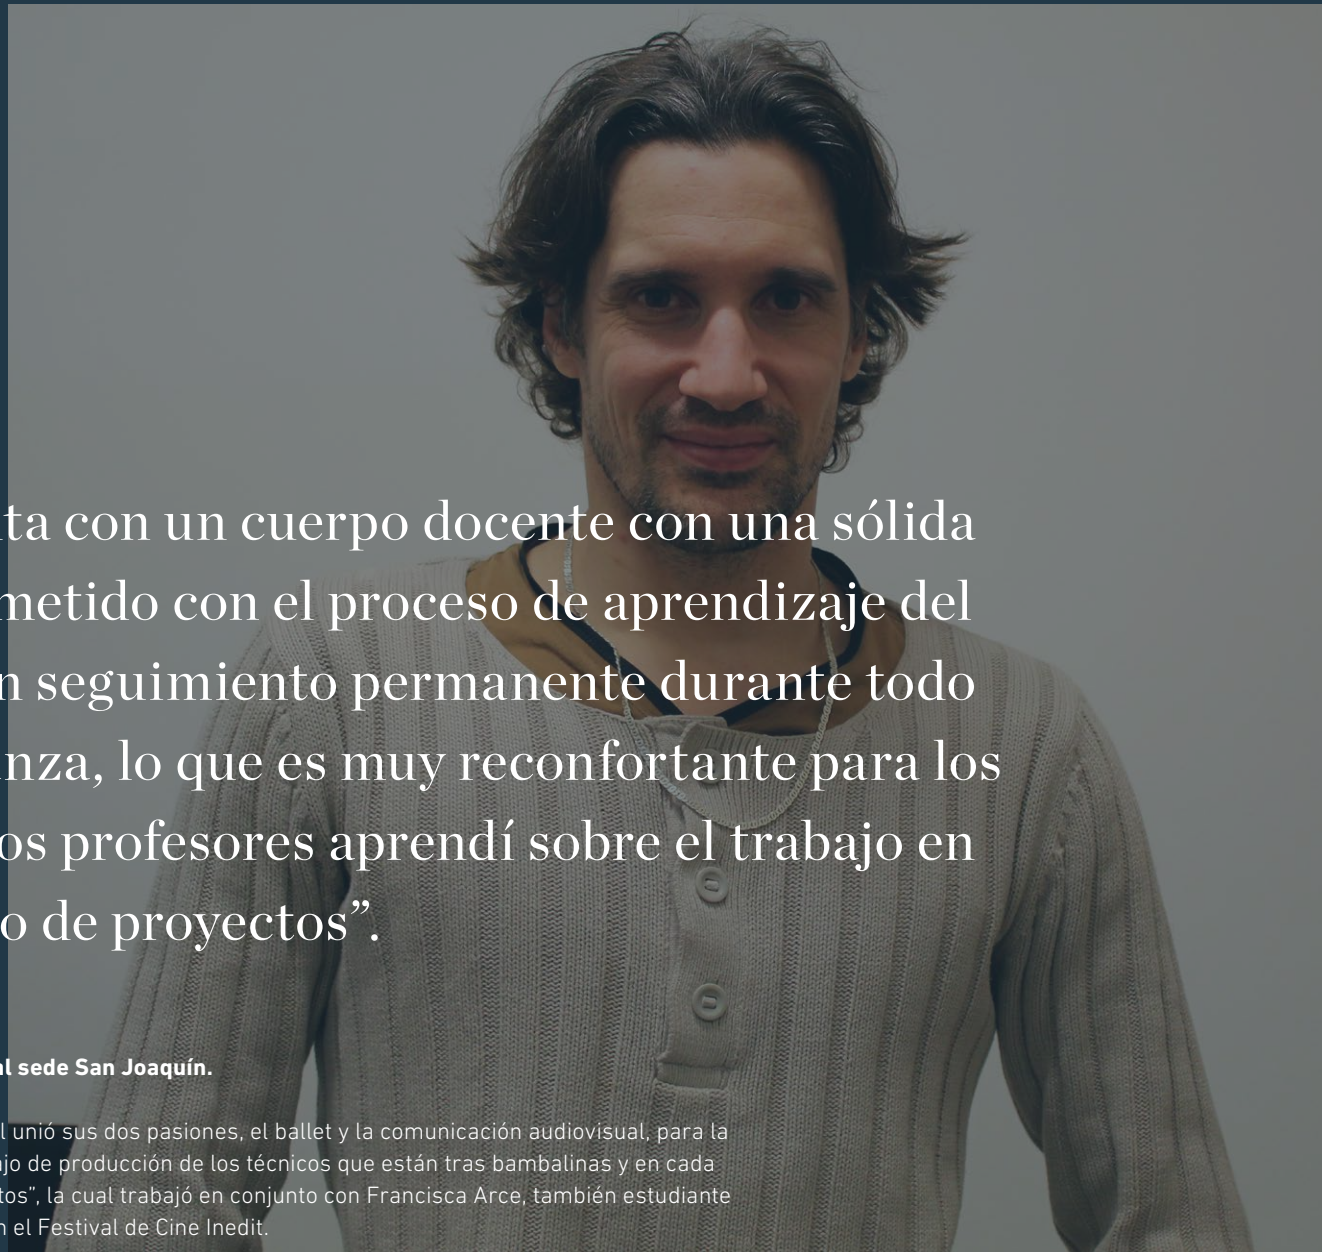 ta con un cuerpo docente con una sólida
metido con el proceso de aprendizaje del
n seguimiento permanente durante todo
nza, lo que es muy reconfortante para los
os profesores aprendí sobre el trabajo en
o de proyectos”.
al sede San Joaquín.
l unió sus dos pasiones, el ballet y la comunicación audiovisual, para la
ajo de producción de los técnicos que están tras bambalinas y en cada
tos”, la cual trabajó en conjunto con Francisca Arce, también estudiante
n el Festival de Cine Inedit.